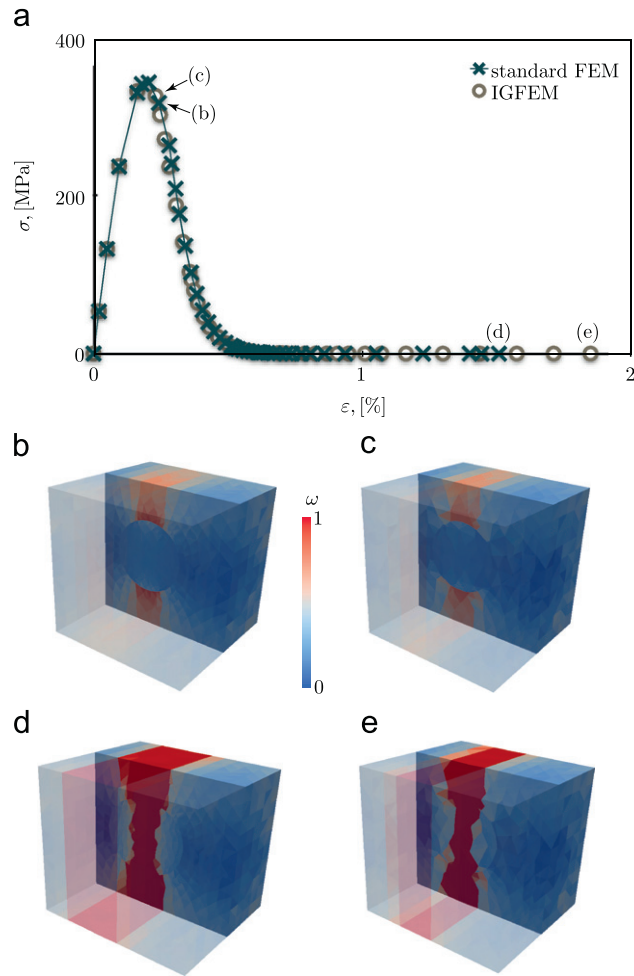 a
400
200
0
0
1
2
σ, [MPa]
ε, [%]
standard FEM
IGFEM
(c)
(b)
(d)
(e)
b
c
ω
1
0
d
e